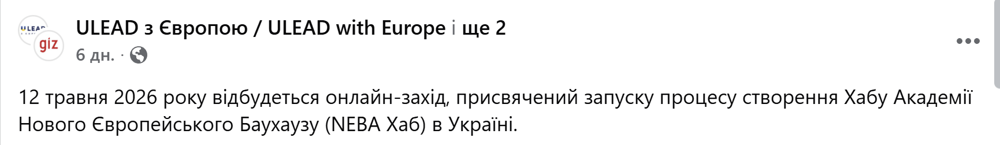 ULEAD
giz
ULEAD з Європою / ULEAD with Europe і ще 2
6 дн. ·
12 травня 2026 року відбудеться онлайн-захід, присвячений запуску процесу створення Хабу Академії
Нового Європейського Баухаузу (NEBA Хаб) в Україні.